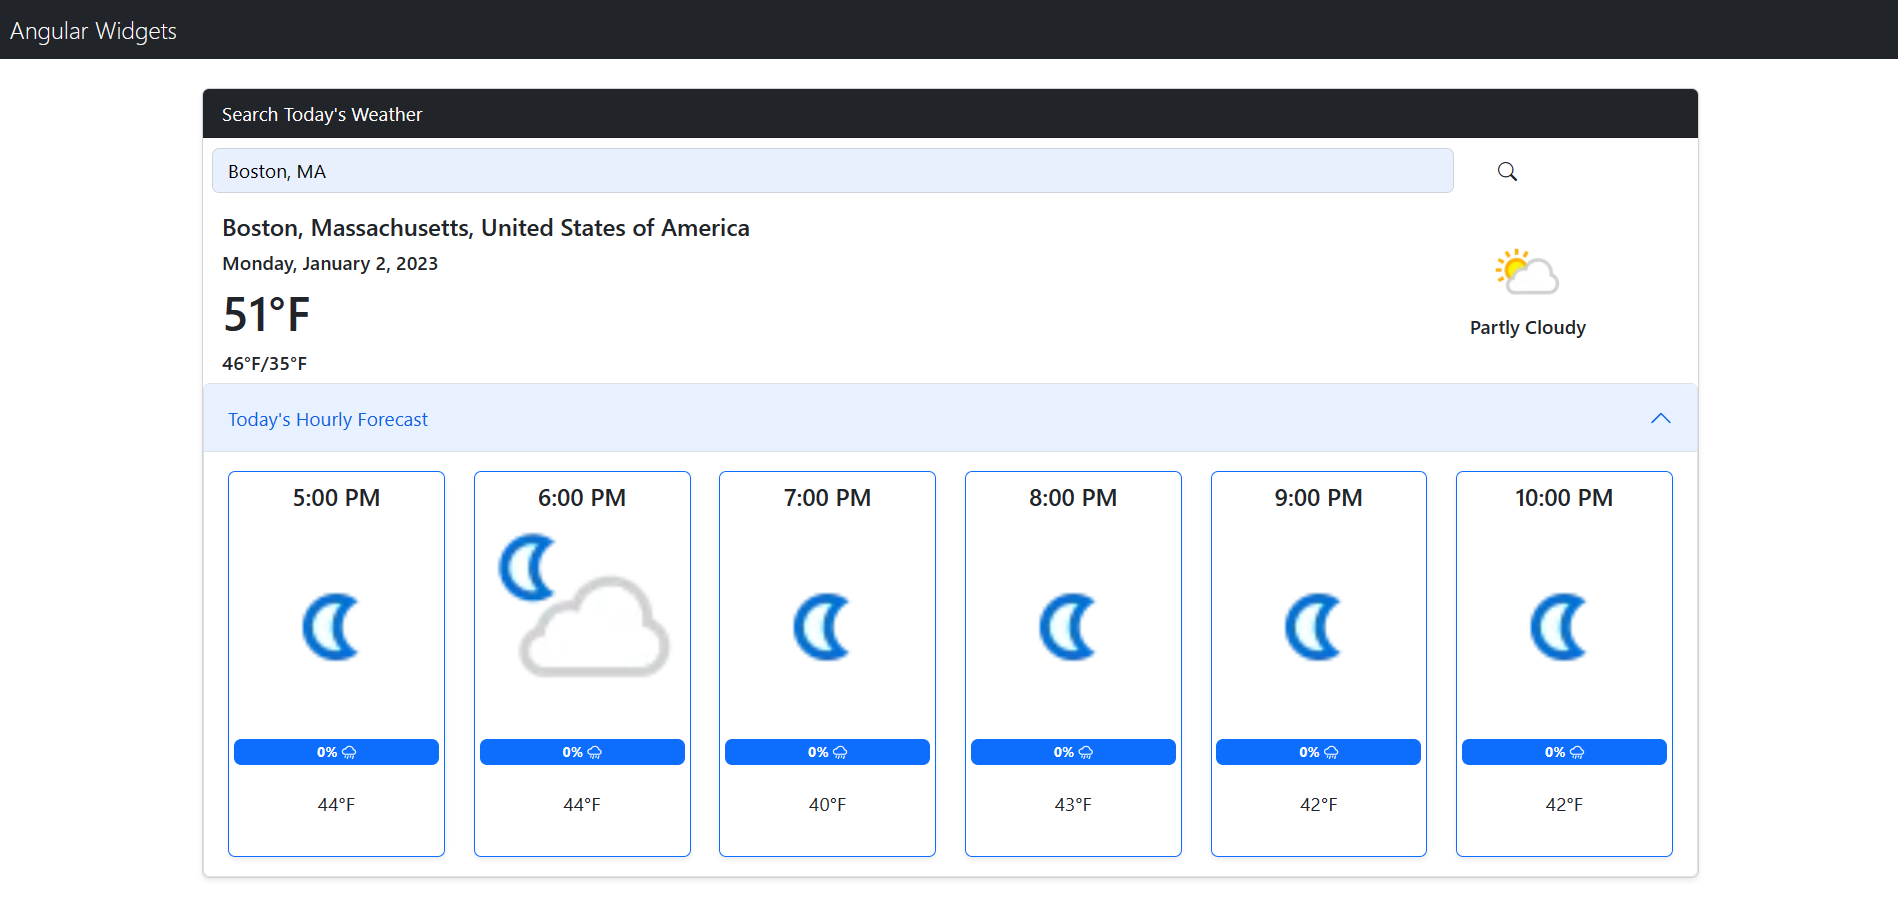 Angular Widgets
Search Today's Weather
Boston, MA
Boston, Massachusetts, United States of America
Monday, January 2, 2023
51°F
46°F/35°F
Partly Cloudy
Today's Hourly Forecast
5:00 PM
0%
44°F
6:00 PM
0%
44°F
7:00 PM
0%
40°F
8:00 PM
0%
43°F
9:00 PM
0%
42°F
10:00 PM
0%
42°F